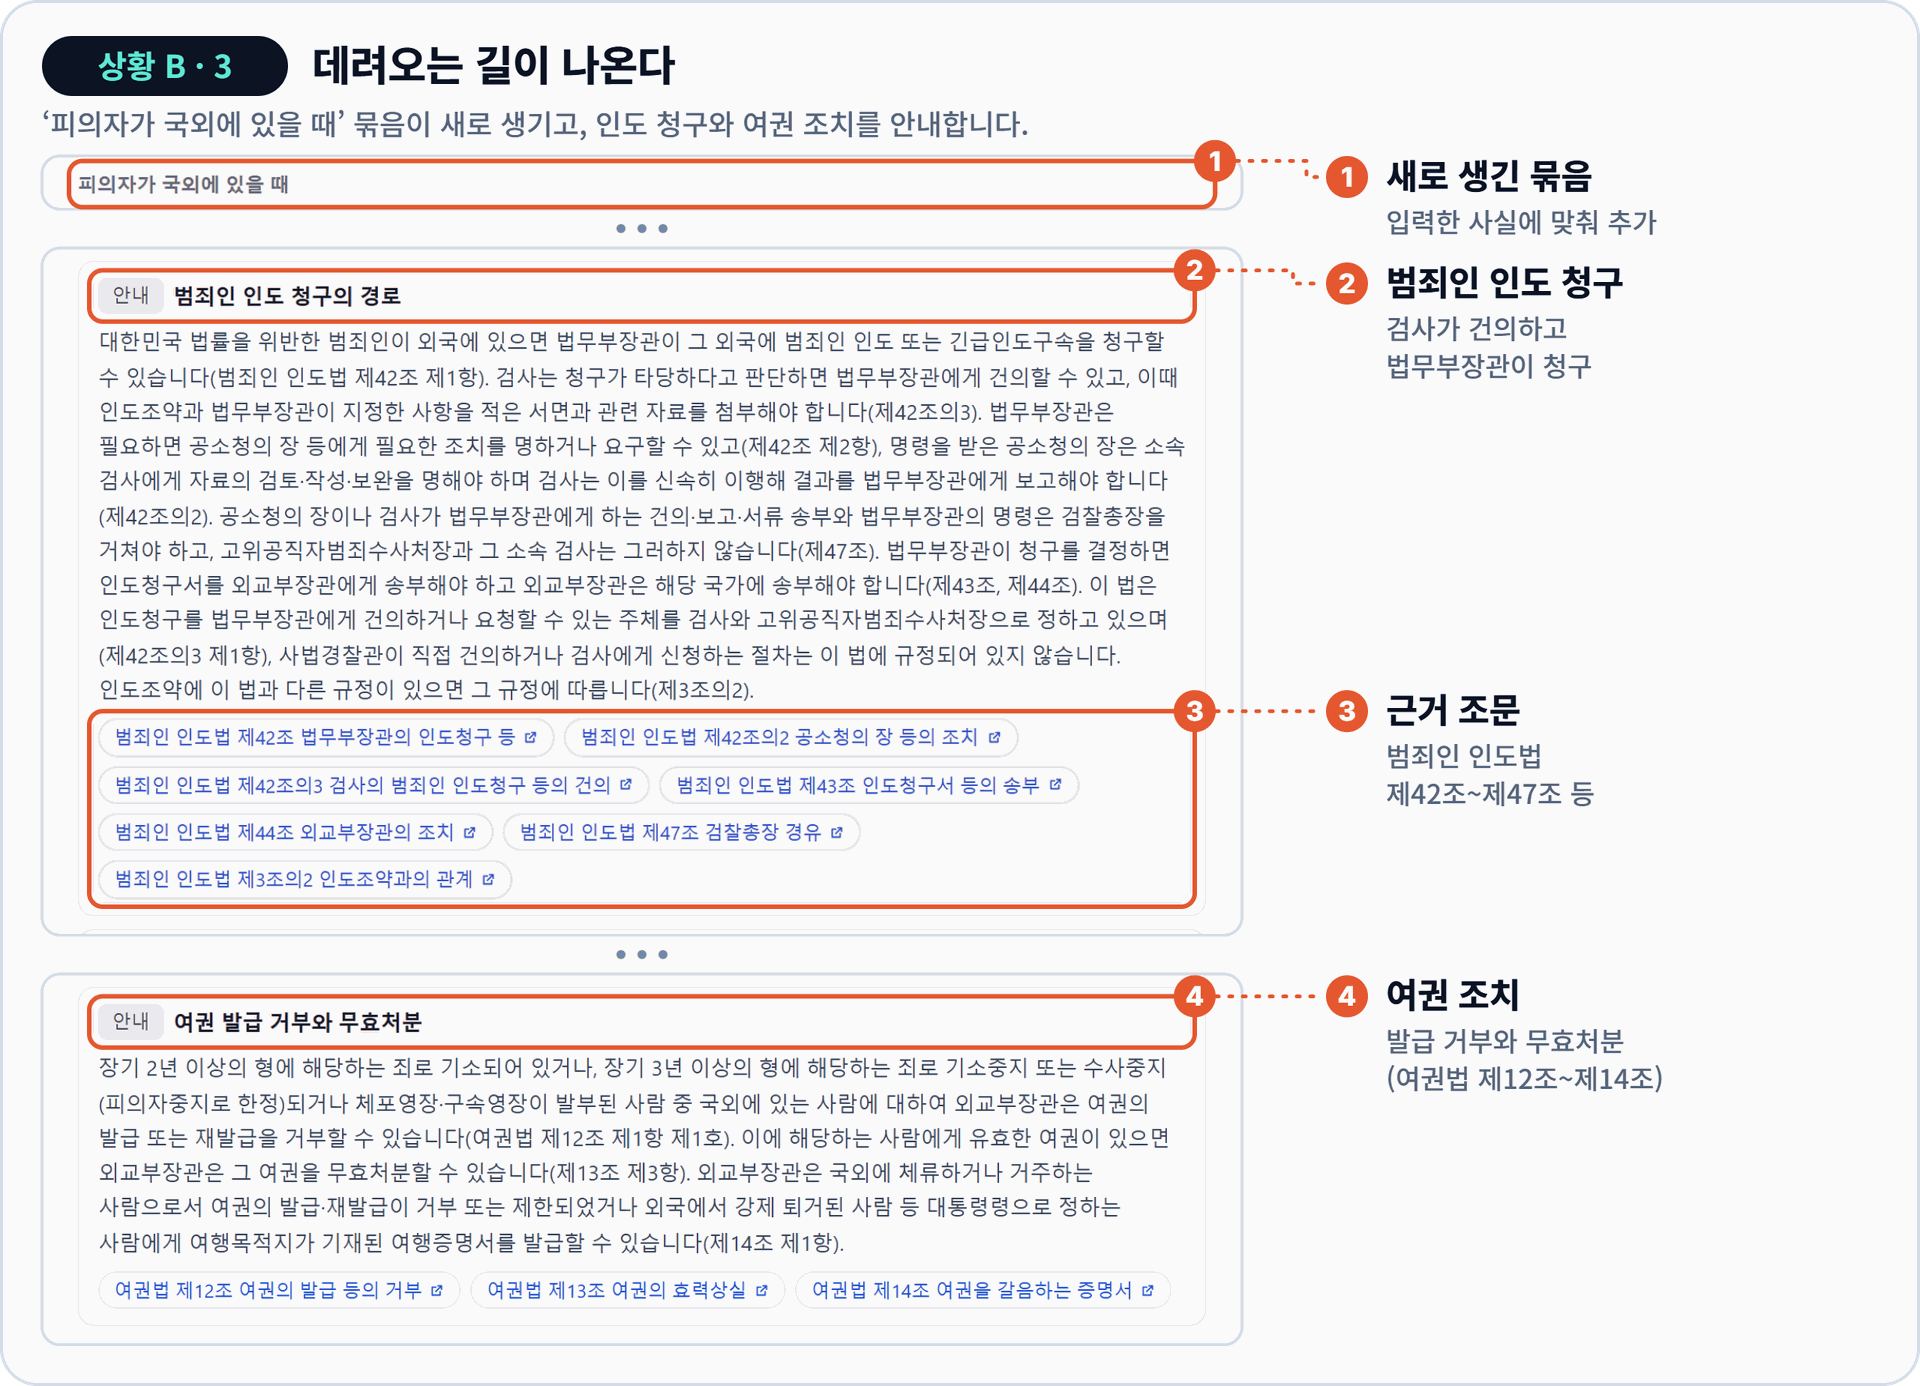 상황 B · 3
데려오는 길이 나온다
‘피의자가 국외에 있을 때’ 묶음이 새로 생기고, 인도 청구와 여권 조치를 안내합니다.
피의자가 국외에 있을 때
1
1 새로 생긴 묶음
입력한 사실에 맞춰 추가
안내 범죄인 인도 청구의 경로
2
2 범죄인 인도 청구
검사가 건의하고
법무부장관이 청구
대한민국 법률을 위반한 범죄인이 외국에 있으면 법무부장관이 그 외국에 범죄인 인도 또는 긴급인도구속을 청구할
수 있습니다(범죄인 인도법 제42조 제1항). 검사는 청구가 타당하다고 판단하면 법무부장관에게 건의할 수 있고, 이때
인도조약과 법무부장관이 지정한 사항을 적은 서면과 관련 자료를 첨부해야 합니다(제42조의3). 법무부장관은
필요하면 공소청의 장 등에게 필요한 조치를 명하거나 요구할 수 있고(제42조 제2항), 명령을 받은 공소청의 장은 소속
검사에게 자료의 검토·작성·보완을 명해야 하며 검사는 이를 신속히 이행해 결과를 법무부장관에게 보고해야 합니다
(제42조의2). 공소청의 장이나 검사가 법무부장관에게 하는 건의·보고·서류 송부와 법무부장관의 명령은 검찰총장을
거쳐야 하고, 고위공직자범죄수사처장과 그 소속 검사는 그러하지 않습니다(제47조). 법무부장관이 청구를 결정하면
인도청구서를 외교부장관에게 송부해야 하고 외교부장관은 해당 국가에 송부해야 합니다(제43조, 제44조). 이 법은
인도청구를 법무부장관에게 건의하거나 요청할 수 있는 주체를 검사와 고위공직자범죄수사처장으로 정하고 있으며
(제42조의3 제1항), 사법경찰관이 직접 건의하거나 검사에게 신청하는 절차는 이 법에 규정되어 있지 않습니다.
인도조약에 이 법과 다른 규정이 있으면 그 규정에 따릅니다(제3조의2).
3
3 근거 조문
범죄인 인도법
제42조~제47조 등
범죄인 인도법 제42조 법무부장관의 인도청구 등 범죄인 인도법 제42조의2 공소청의 장 등의 조치
범죄인 인도법 제42조의3 검사의 범죄인 인도청구 등의 건의 범죄인 인도법 제43조 인도청구서 등의 송부
범죄인 인도법 제44조 외교부장관의 조치 범죄인 인도법 제47조 검찰총장 경유
범죄인 인도법 제3조의2 인도조약과의 관계
안내 여권 발급 거부와 무효처분
4
4 여권 조치
발급 거부와 무효처분
(여권법 제12조~제14조)
장기 2년 이상의 형에 해당하는 죄로 기소되어 있거나, 장기 3년 이상의 형에 해당하는 죄로 기소중지 또는 수사중지
(피의자중지로 한정)되거나 체포영장·구속영장이 발부된 사람 중 국외에 있는 사람에 대하여 외교부장관은 여권의
발급 또는 재발급을 거부할 수 있습니다(여권법 제12조 제1항 제1호). 이에 해당하는 사람에게 유효한 여권이 있으면
외교부장관은 그 여권을 무효처분할 수 있습니다(제13조 제3항). 외교부장관은 국외에 체류하거나 거주하는
사람으로서 여권의 발급·재발급이 거부 또는 제한되었거나 외국에서 강제 퇴거된 사람 등 대통령령으로 정하는
사람에게 여행목적지가 기재된 여행증명서를 발급할 수 있습니다(제14조 제1항).
여권법 제12조 여권의 발급 등의 거부 여권법 제13조 여권의 효력상실 여권법 제14조 여권을 갈음하는 증명서